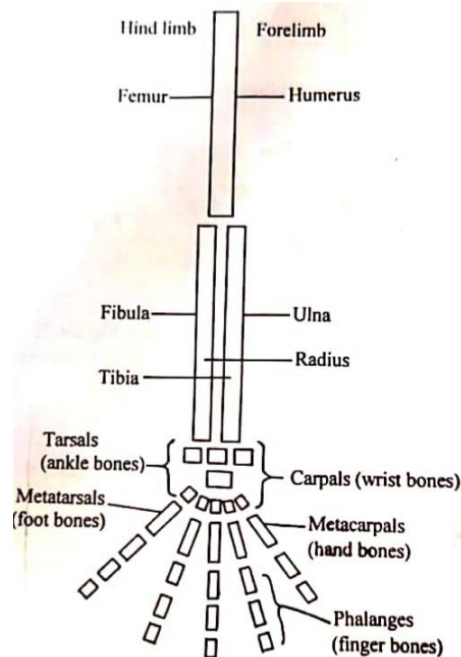 Hind limb
Forelimb
Femur
Humerus
Fibula
Ulna
Radius
Tibia
Tarsals
(ankle bones)
Carpals (wrist bones)
Metatarsals
(foot bones)
Metacarpals
(hand bones)
Phalanges
(finger bones)